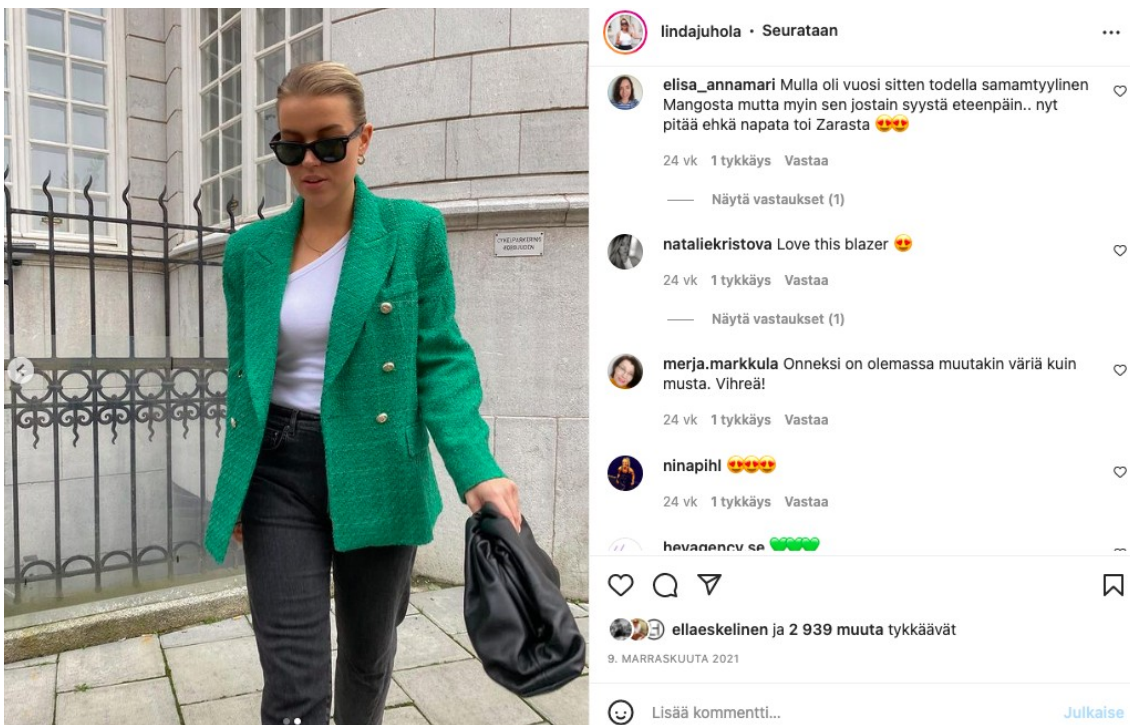 lindajuhola • Seurataan
elisa_annamari Mulla oli vuosi sitten todella samamtyylinen
Mangosta mutta myin sen jostain syystä eteenpäin.. nyt
pitää ehkä napata toi Zarasta 😍😍
24 vk 1 tykkäys Vastaa
Näytä vastaukset (1)
nataliekristova Love this blazer 😍
24 vk 1 tykkäys Vastaa
Näytä vastaukset (1)
merja.markkula Onneksi on olemassa muutakin väriä kuin
musta. Vihreä!
24 vk 1 tykkäys Vastaa
ninapihl 😍😍😍
24 vk 1 tykkäys Vastaa
bevagency.se 💚💚💚
ellaeskelinen ja 2 939 muuta tykkäävät
9. MARRASKUUTA 2021
Lisää kommentti...
Julkaise